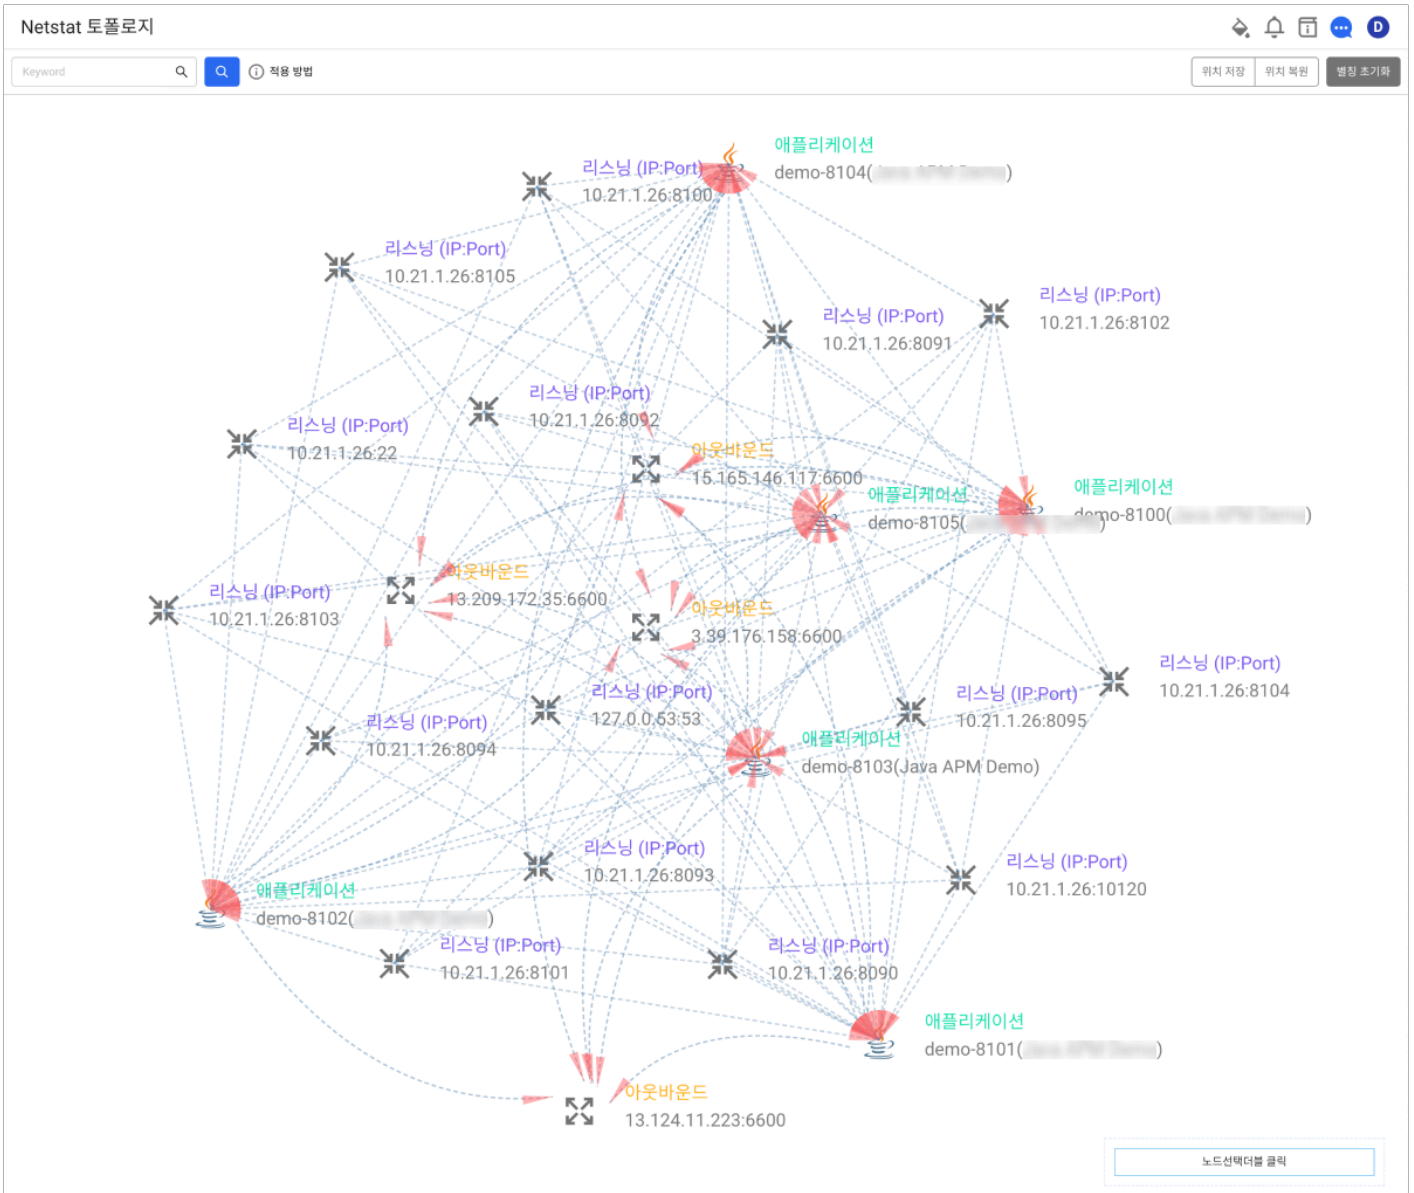 Netstat 토폴로지
D
Keyword
적용 방법
위치 저장
위치 복원
별칭 초기화
애플리케이션
demo-8104(
)
리스닝 (IP:Port)
10.21.1.26:8100
리스닝 (IP:Port)
10.21.1.26:8105
리스닝 (IP:Port)
10.21.1.26:8102
리스닝 (IP:Port)
10.21.1.26:8091
리스닝 (IP:Port)
10.21.1.26:8092
리스닝 (IP:Port)
10.21.1.26:22
아웃바운드
15.165.146.117:6600
애플리케이션
demo-8105(
)
애플리케이션
demo-8100(
)
아웃바운드
13.209.172.35:6600
리스닝 (IP:Port)
10.21.1.26:8103
아웃바운드
3.39.176.158:6600
리스닝 (IP:Port)
10.21.1.26:8104
리스닝 (IP:Port)
127.0.0.53:53
리스닝 (IP:Port)
10.21.1.26:8095
리스닝 (IP:Port)
10.21.1.26:8094
애플리케이션
demo-8103(Java APM Demo)
리스닝 (IP:Port)
10.21.1.26:8093
리스닝 (IP:Port)
10.21.1.26:10120
애플리케이션
demo-8102(
)
리스닝 (IP:Port)
10.21.1.26:8101
리스닝 (IP:Port)
10.21.1.26:8090
애플리케이션
demo-8101(
)
아웃바운드
13.124.11.223:6600
노드선택더블 클릭